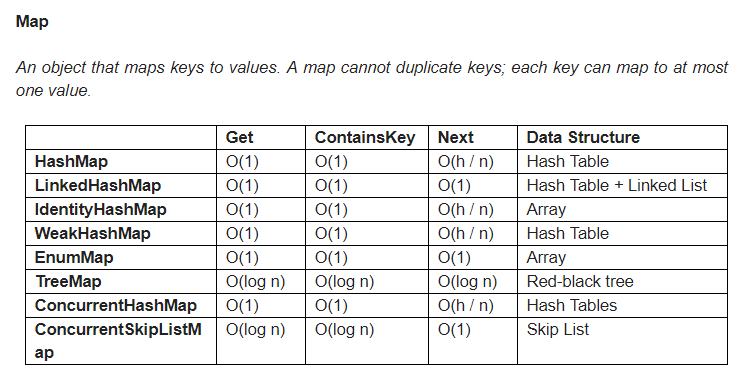 Map
An object that maps keys to values. A map cannot duplicate keys; each key can map to at most
one value.
Get ContainsKey Next Data Structure
HashMap O(1) O(1) O(h / n) Hash Table
LinkedHashMap O(1) O(1) O(1) Hash Table + Linked List
IdentityHashMap O(1) O(1) O(h / n) Array
WeakHashMap O(1) O(1) O(h / n) Hash Table
EnumMap O(1) O(1) O(1) Array
TreeMap O(log n) O(log n) O(log n) Red-black tree
ConcurrentHashMap O(1) O(1) O(h / n) Hash Tables
ConcurrentSkipListM O(log n) O(log n) O(1) Skip List
ap